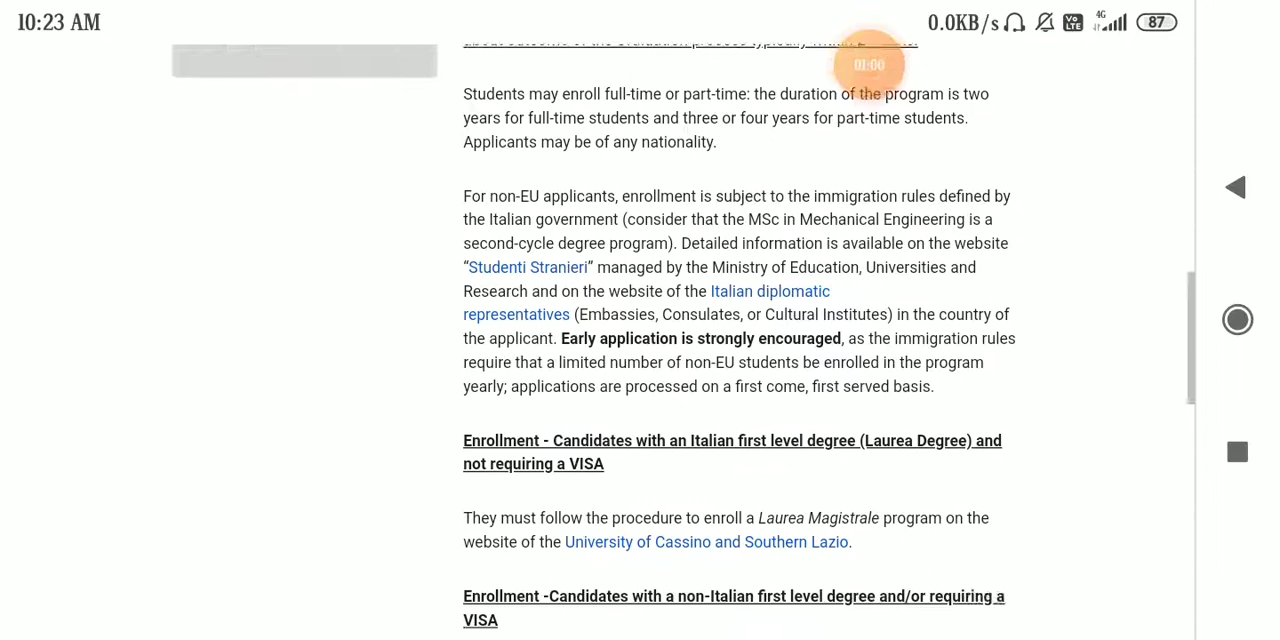 10:23 AM
0.0KB/s
Vo LTE
4G
87
01:00
Students may enroll full-time or part-time: the duration of the program is two
years for full-time students and three or four years for part-time students.
Applicants may be of any nationality.
For non-EU applicants, enrollment is subject to the immigration rules defined by
the Italian government (consider that the MSc in Mechanical Engineering is a
second-cycle degree program). Detailed information is available on the website
“Studenti Stranieri” managed by the Ministry of Education, Universities and
Research and on the website of the Italian diplomatic
representatives (Embassies, Consulates, or Cultural Institutes) in the country of
the applicant. Early application is strongly encouraged, as the immigration rules
require that a limited number of non-EU students be enrolled in the program
yearly; applications are processed on a first come, first served basis.
Enrollment - Candidates with an Italian first level degree (Laurea Degree) and
not requiring a VISA
They must follow the procedure to enroll a Laurea Magistrale program on the
website of the University of Cassino and Southern Lazio.
Enrollment -Candidates with a non-Italian first level degree and/or requiring a
VISA